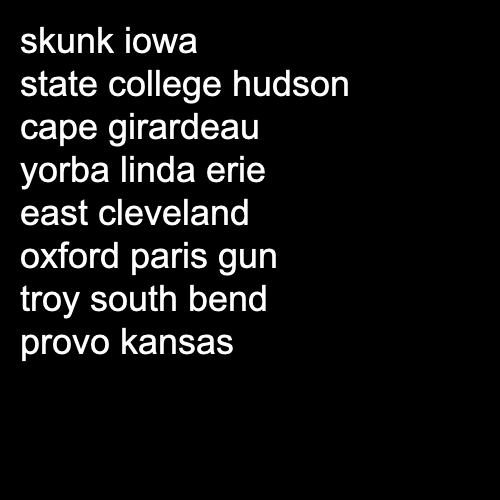 skunk iowa
state college hudson
cape girardeau
yorba linda erie
east cleveland
oxford paris gun
troy south bend
provo kansas